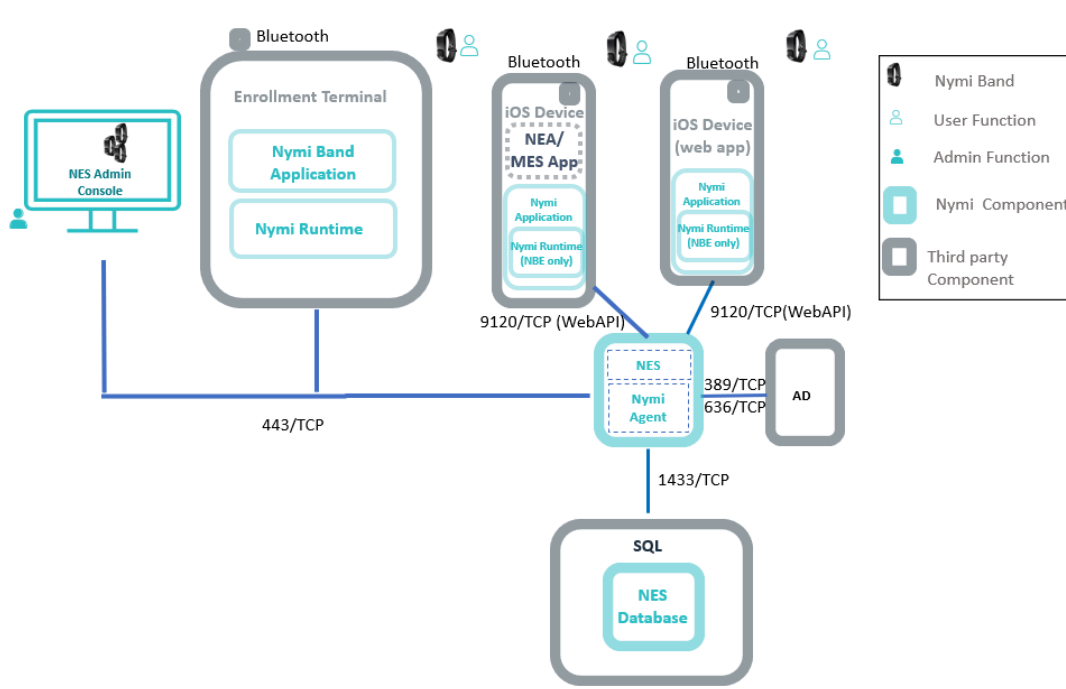 Bluetooth
Enrollment Terminal
Nymi Band
Application
Nymi Runtime
NES Admin
Console
Bluetooth
iOS Device
NEA/
MES App
Nymi
Application
Nymi Runtime
(NBE only)
Bluetooth
iOS Device
(web app)
Nymi
Application
Nymi Runtime
(NBE only)
Nymi Band
User Function
Admin Function
Nymi Component
Third party
Component
9120/TCP (WebAPI)
9120/TCP(WebAPI)
NES
Nymi
Agent
389/TCP
636/TCP
AD
443/TCP
1433/TCP
SQL
NES
Database